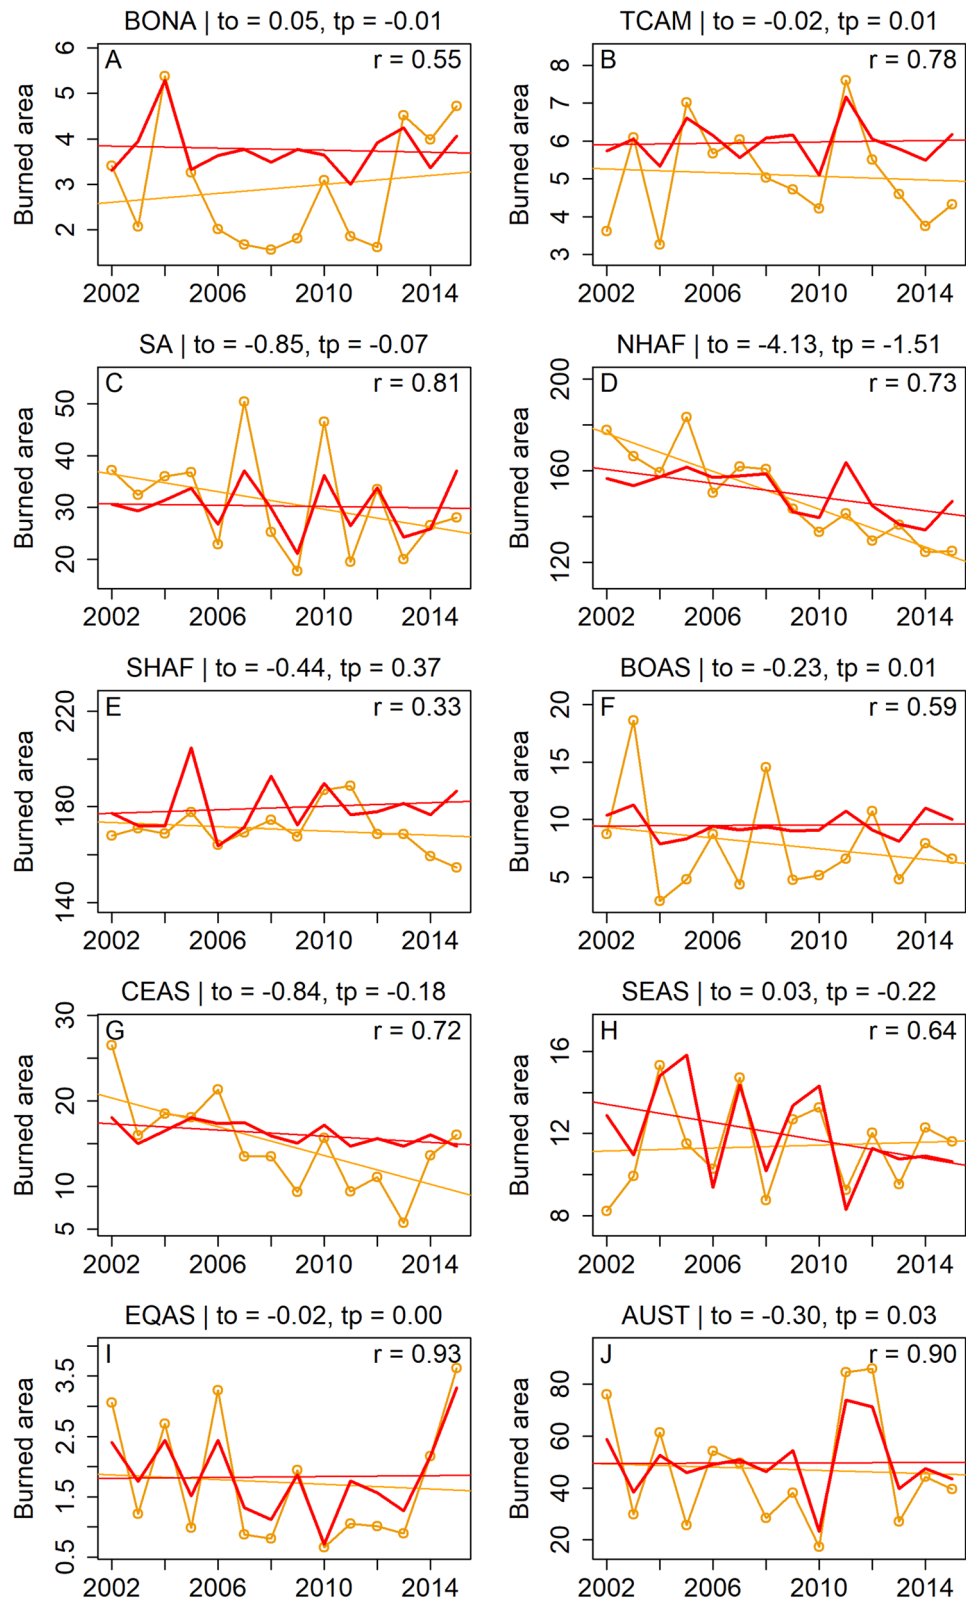 BONA | to = 0.05, tp = -0.01
A
r = 0.55
Burned area
6
5
4
3
2
2002 2006 2010 2014
TCAM | to = -0.02, tp = 0.01
B
r = 0.78
Burned area
8
7
6
5
4
3
2002 2006 2010 2014
SA | to = -0.85, tp = -0.07
C
r = 0.81
Burned area
50
40
30
20
2002 2006 2010 2014
NHAF | to = -4.13, tp = -1.51
D
r = 0.73
Burned area
200
160
120
2002 2006 2010 2014
SHAF | to = -0.44, tp = 0.37
E
r = 0.33
Burned area
220
180
140
2002 2006 2010 2014
BOAS | to = -0.23, tp = 0.01
F
r = 0.59
Burned area
20
15
10
5
2002 2006 2010 2014
CEAS | to = -0.84, tp = -0.18
G
r = 0.72
Burned area
30
20
10
5
2002 2006 2010 2014
SEAS | to = 0.03, tp = -0.22
H
r = 0.64
Burned area
16
12
8
2002 2006 2010 2014
EQAS | to = -0.02, tp = 0.00
I
r = 0.93
Burned area
3.5
2.5
1.5
0.5
2002 2006 2010 2014
AUST | to = -0.30, tp = 0.03
J
r = 0.90
Burned area
80
60
40
20
2002 2006 2010 2014